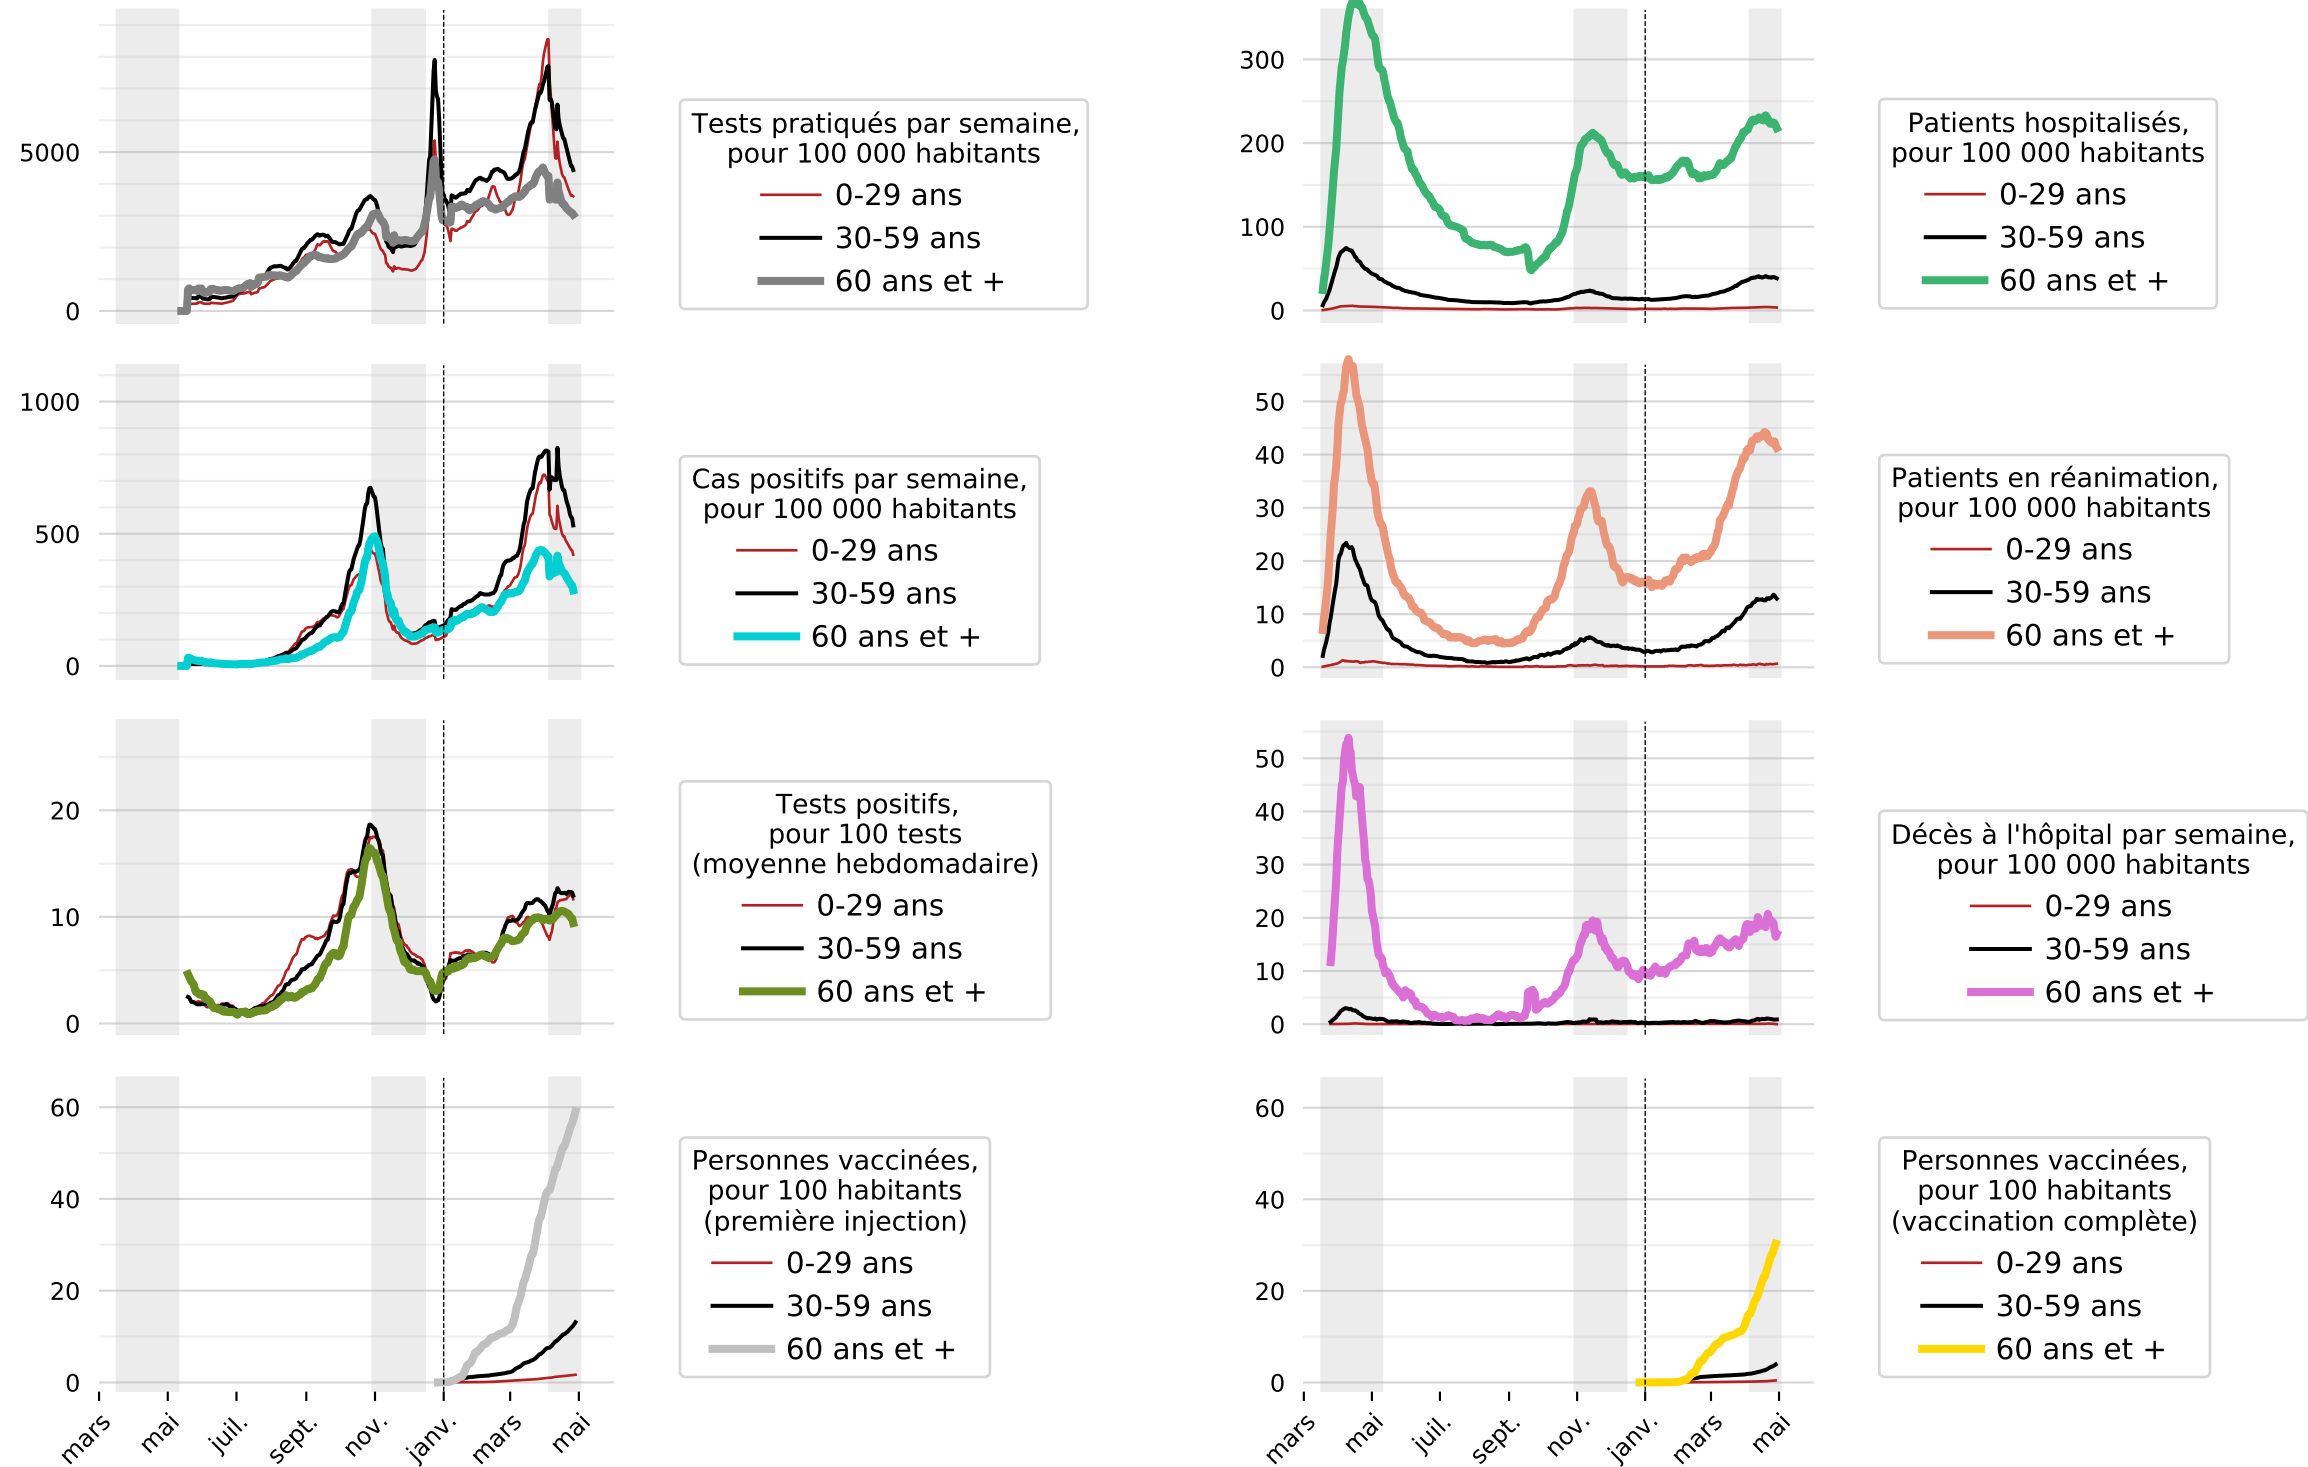 5000
0
Tests pratiqués par semaine,
pour 100 000 habitants
0-29 ans
30-59 ans
60 ans et +
300
200
100
0
Patients hospitalisés,
pour 100 000 habitants
0-29 ans
30-59 ans
60 ans et +
1000
500
0
Cas positifs par semaine,
pour 100 000 habitants
0-29 ans
30-59 ans
60 ans et +
50
40
30
20
10
0
Patients en réanimation,
pour 100 000 habitants
0-29 ans
30-59 ans
60 ans et +
20
10
0
Tests positifs,
pour 100 tests
(moyenne hebdomadaire)
0-29 ans
30-59 ans
60 ans et +
50
40
30
20
10
0
Décès à l'hôpital par semaine,
pour 100 000 habitants
0-29 ans
30-59 ans
60 ans et +
60
40
20
0
mars mai juil. sept. nov. janv. mars mai
Personnes vaccinées,
pour 100 habitants
(première injection)
0-29 ans
30-59 ans
60 ans et +
60
40
20
0
mars mai juil. sept. nov. janv. mars mai
Personnes vaccinées,
pour 100 habitants
(vaccination complète)
0-29 ans
30-59 ans
60 ans et +